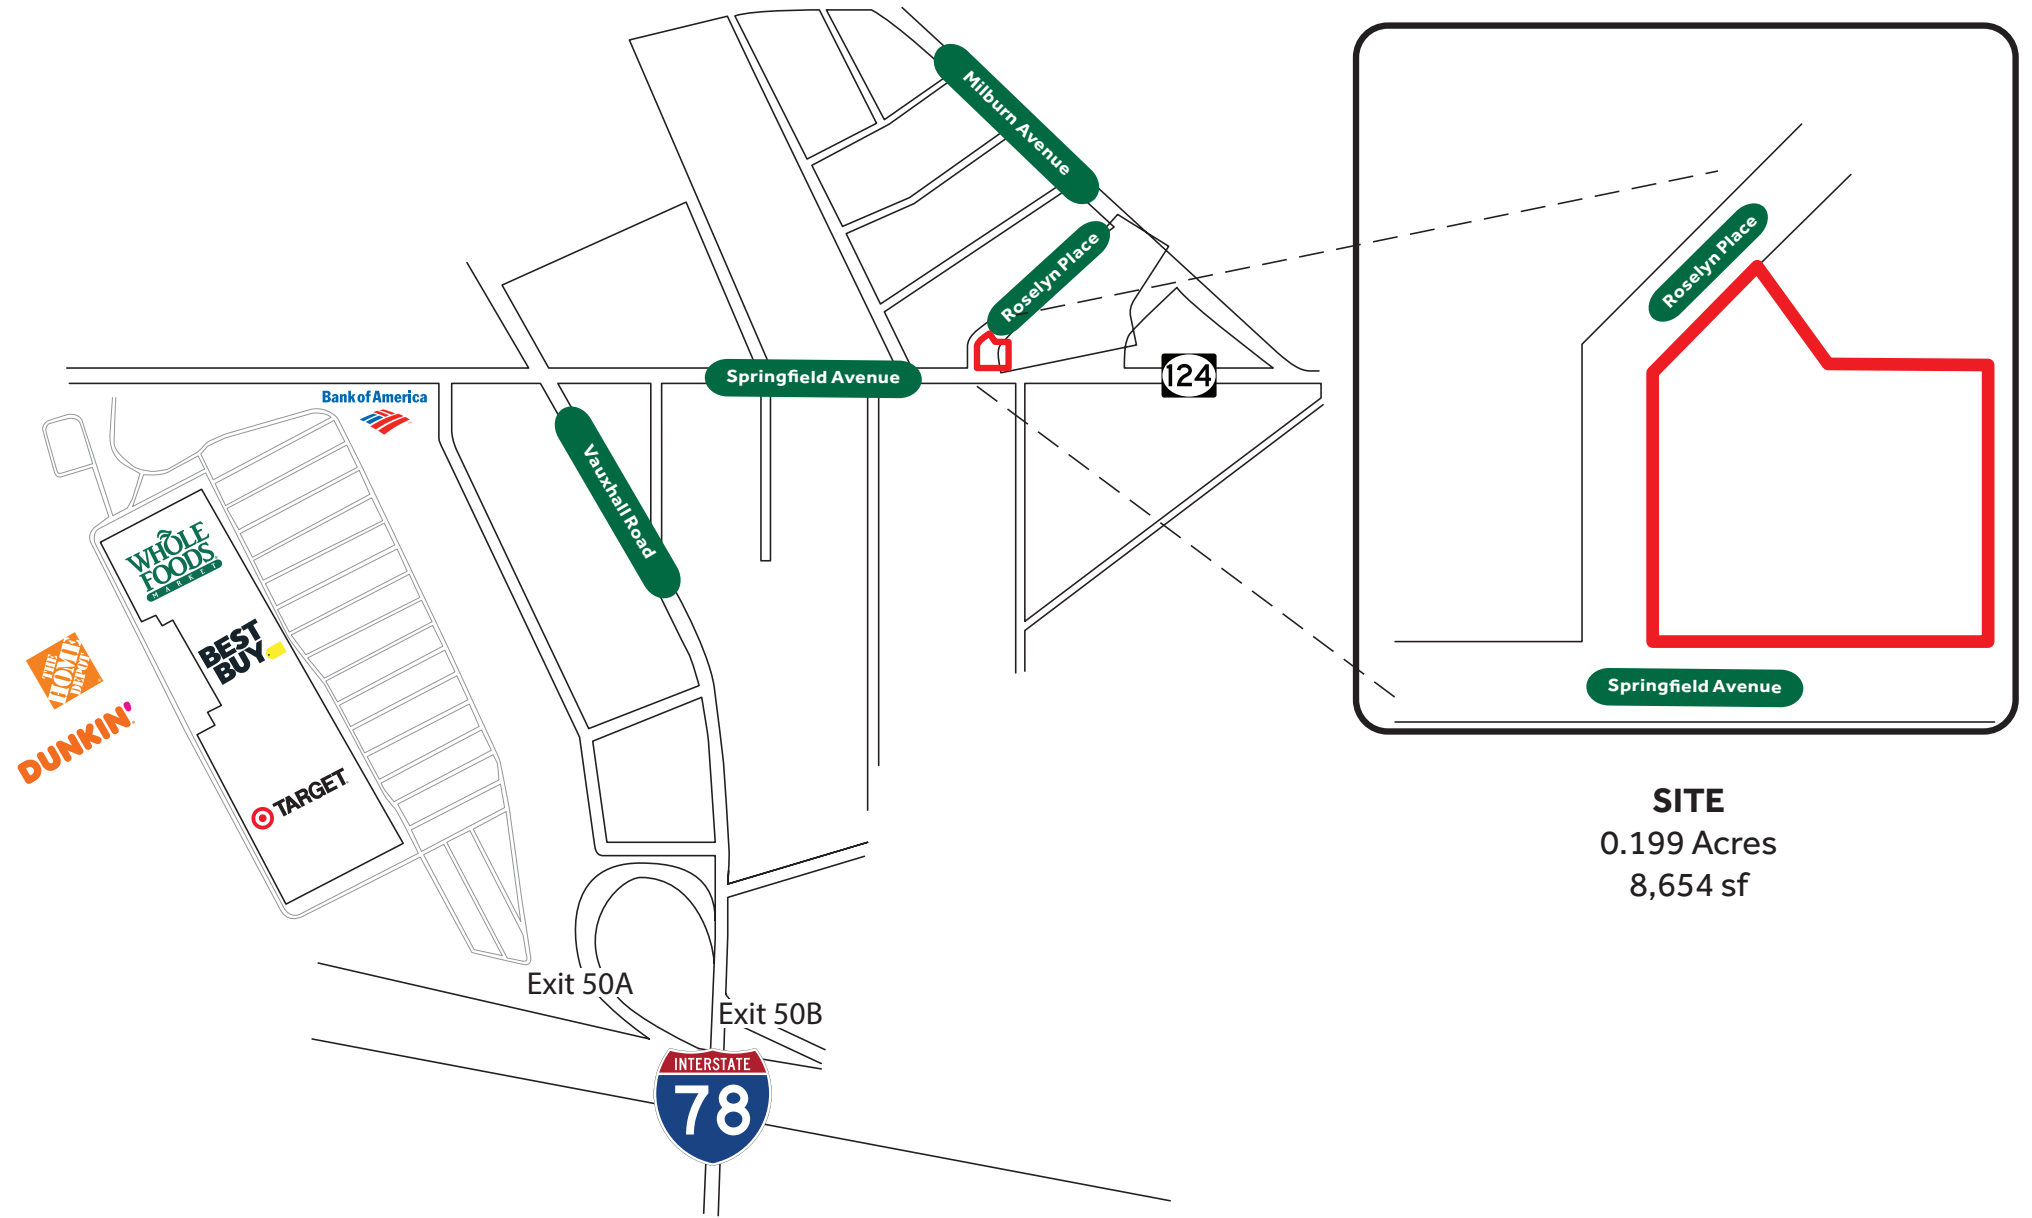 Milburn Avenue
Roselyn Place
Roselyn Place
Springfield Avenue
124
Bank of America
Vauxhall Road
WHOLE
FOODS
MARKET
BEST
BUY
THE
HOME
DEPOT
DUNKIN'
TARGET
Springfield Avenue
SITE
0.199 Acres
8,654 sf
Exit 50A
Exit 50B
INTERSTATE
78